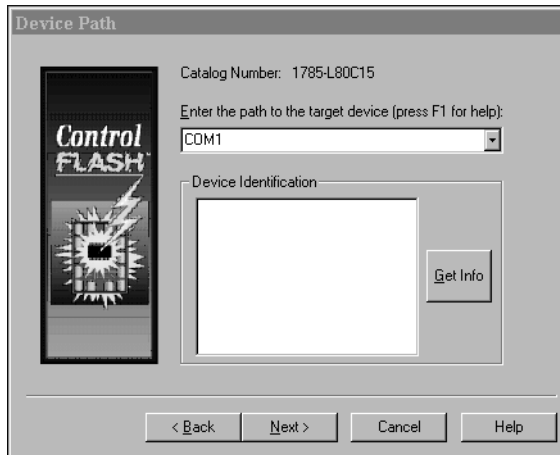 Device Path
Catalog Number: 1785-L80C15
Enter the path to the target device (press F1 for help):
COM1
Control
FLASH
Device Identification
Get Info
< Back
Next >
Cancel
Help